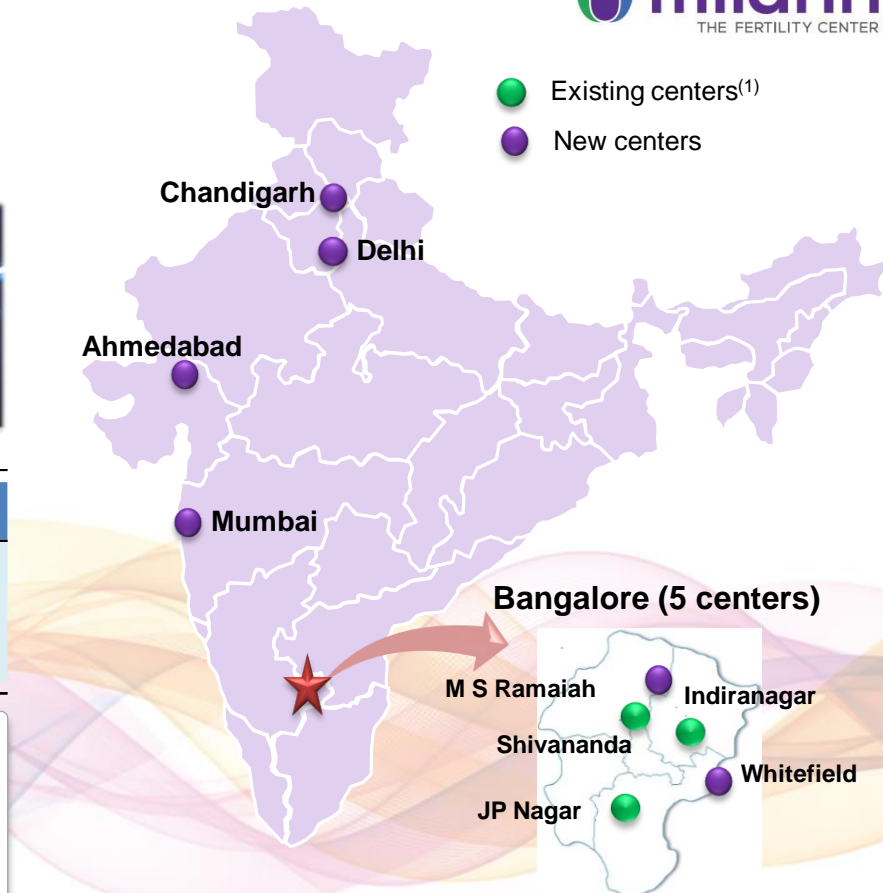 THE FERTILITY CENTER
Existing centers(1)
New centers
Chandigarh
Delhi
Ahmedabad
Mumbai
Bangalore (5 centers)
M S Ramaiah
Indiranagar
Shivananda
Whitefield
JP Nagar